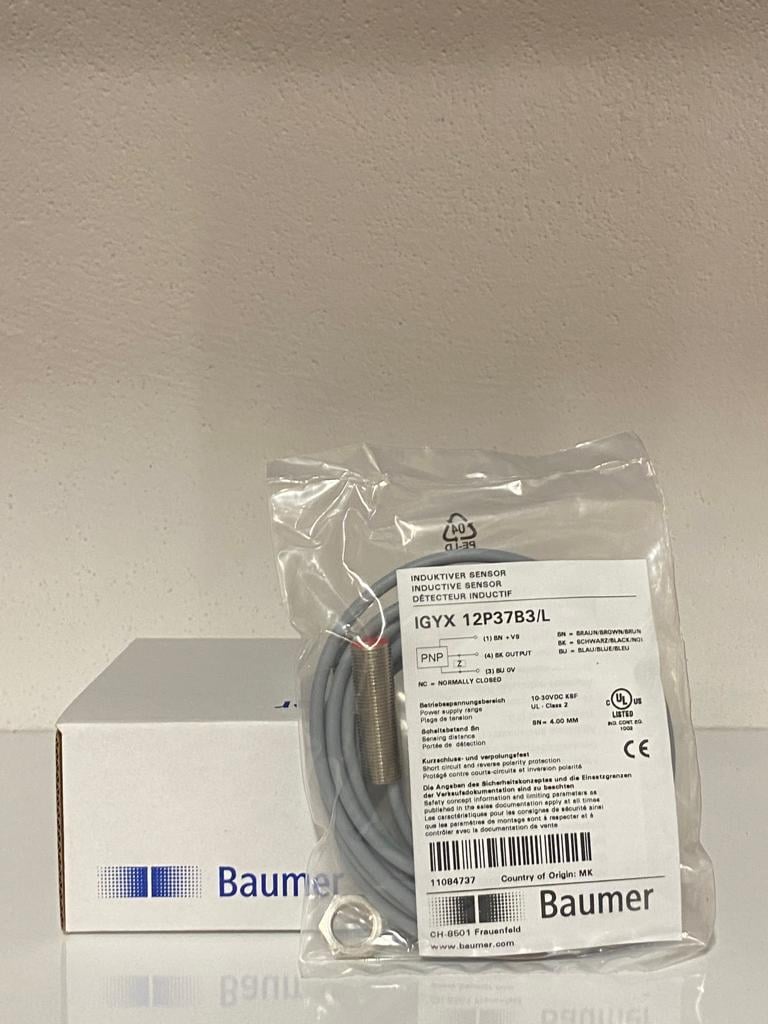 04
PE-LD
INDUKTIVER SENSOR
INDUCTIVE SENSOR
DÉTECTEUR INDUCTIF
IGYX 12P37B3/L
PNP
Z
(1) BN +VS
(4) BK OUTPUT
(3) BU 0V
BN = BRAUN/BROWN/BRUN
BK = SCHWARZ/BLACK/NOI
BU = BLAU/BLUE/BLEU
NC = NORMALLY CLOSED
Betriebsspannungsbereich
Power supply range
Plage de tension
10-30VDC
UL - Class 2
Schaltabstand Sn
Sensing distance
Portée de détection
SN= 4.00 MM
C UL US
LISTED
IND. CONT. EQ.
CE
Kurzschluss- und verpolungsfest
Short circuit and reverse polarity protection
Protégé contre courts-circuits et inversion polarité
Die Angaben des Sicherheitskonzeptes und die Einsatzgrenzen
der Verkaufsdokumentation sind zu beachten
Safety concept information and limiting parameters as
published in the sales documentation apply at all times
Les caractéristiques pour les consignes de sécurité ainsi
que les paramètres de montage sont à respecter et à
contrôler avec la documentation de vente
11084737
Country of Origin: MK
Baumer
CH-8501 Frauenfeld
www.baumer.com
Baumer